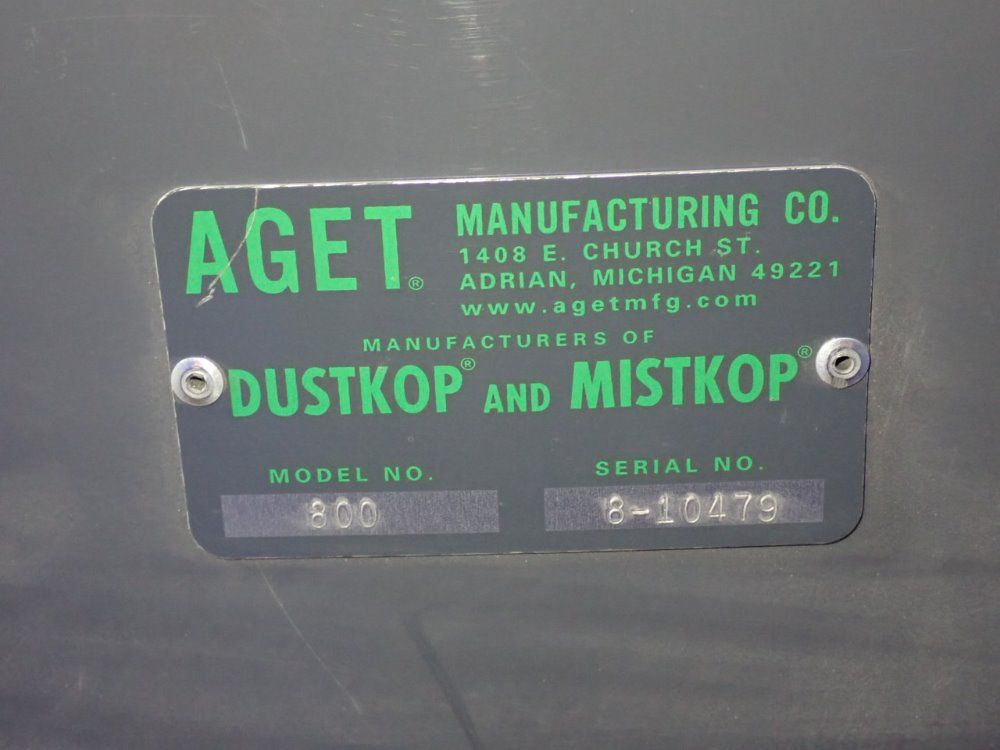 AGET® MANUFACTURING CO.
1408 E. CHURCH ST.
ADRIAN, MICHIGAN 49221
www.agetmfg.com
MANUFACTURERS OF
DUSTKOP® AND MISTKOP®
MODEL NO. SERIAL NO.
800 8-10479